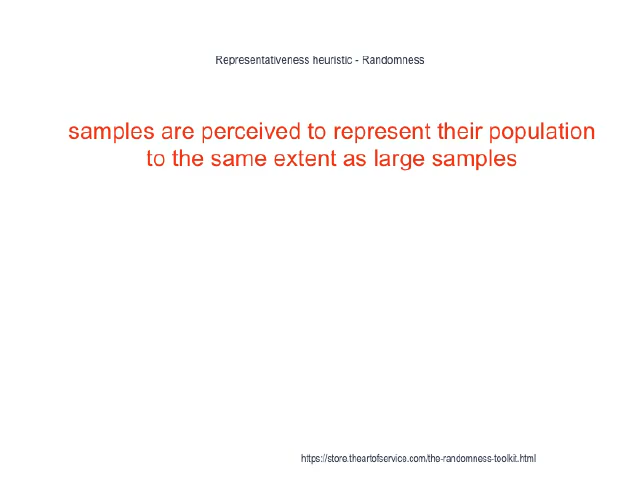 Representativeness heuristic - Randomness
samples are perceived to represent their population
to the same extent as large samples
https://store.theartofservice.com/the-randomness-toolkit.html